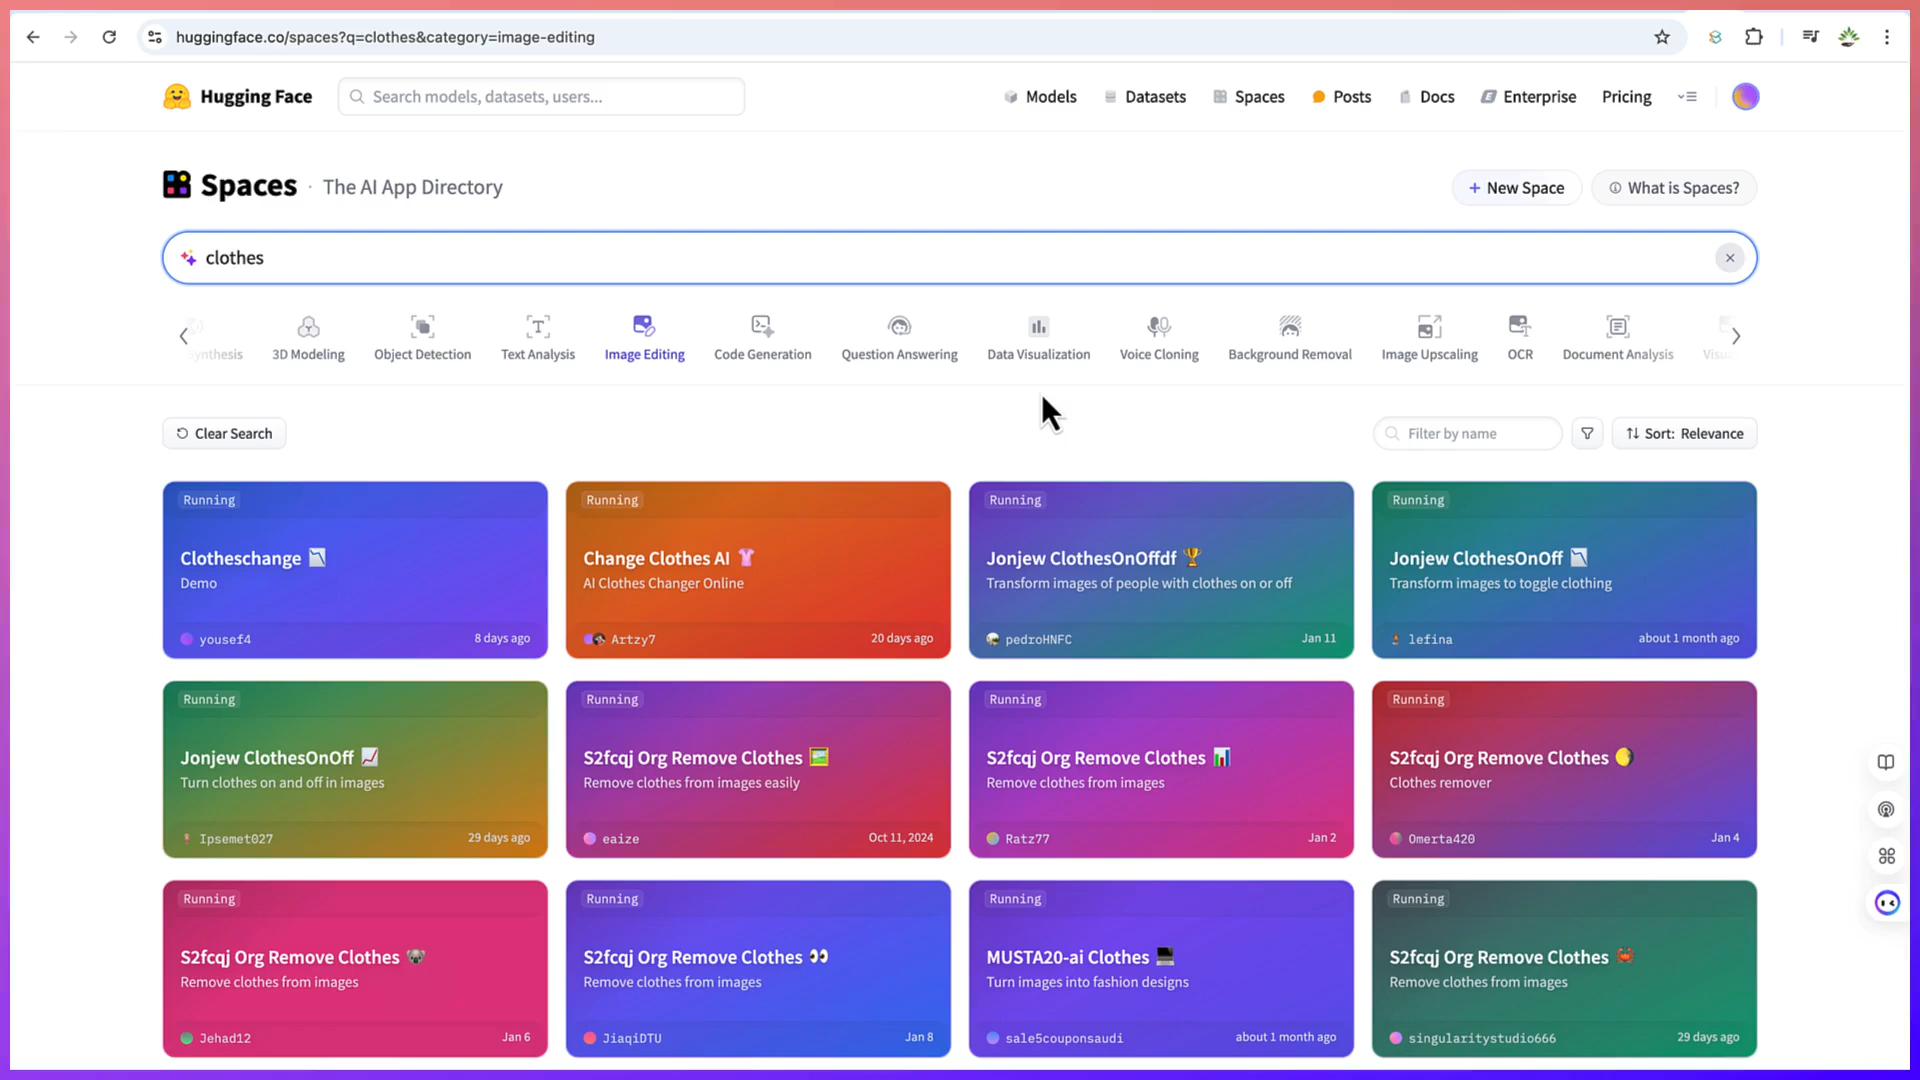 huggingface.co/spaces?q=clothes&category=image-editing
Hugging Face
Search models, datasets, users...
Models
Datasets
Spaces
Posts
Docs
Enterprise
Pricing
Spaces · The AI App Directory
+ New Space
What is Spaces?
clothes
ynthesis
3D Modeling
Object Detection
Text Analysis
Image Editing
Code Generation
Question Answering
Data Visualization
Voice Cloning
Background Removal
Image Upscaling
OCR
Document Analysis
Visu
Clear Search
Filter by name
Sort: Relevance
Running
Clotheschange
Demo
yousef4
8 days ago
Running
Change Clothes AI
AI Clothes Changer Online
Artzy7
20 days ago
Running
Jonjew ClothesOnOffdf
Transform images of people with clothes on or off
pedroHNFC
Jan 11
Running
Jonjew ClothesOnOff
Transform images to toggle clothing
lefina
about 1 month ago
Running
Jonjew ClothesOnOff
Turn clothes on and off in images
Ipsemet027
29 days ago
Running
S2fcqj Org Remove Clothes
Remove clothes from images easily
eaize
Oct 11, 2024
Running
S2fcqj Org Remove Clothes
Remove clothes from images
Ratz77
Jan 2
Running
S2fcqj Org Remove Clothes
Clothes remover
Omerta420
Jan 4
Running
S2fcqj Org Remove Clothes
Remove clothes from images
Jehad12
Jan 6
Running
S2fcqj Org Remove Clothes
Remove clothes from images
JiaqiDTU
Jan 8
Running
MUSTA20-ai Clothes
Turn images into fashion designs
sale5couponsaudi
about 1 month ago
Running
S2fcqj Org Remove Clothes
Remove clothes from images
singularitystudio666
29 days ago